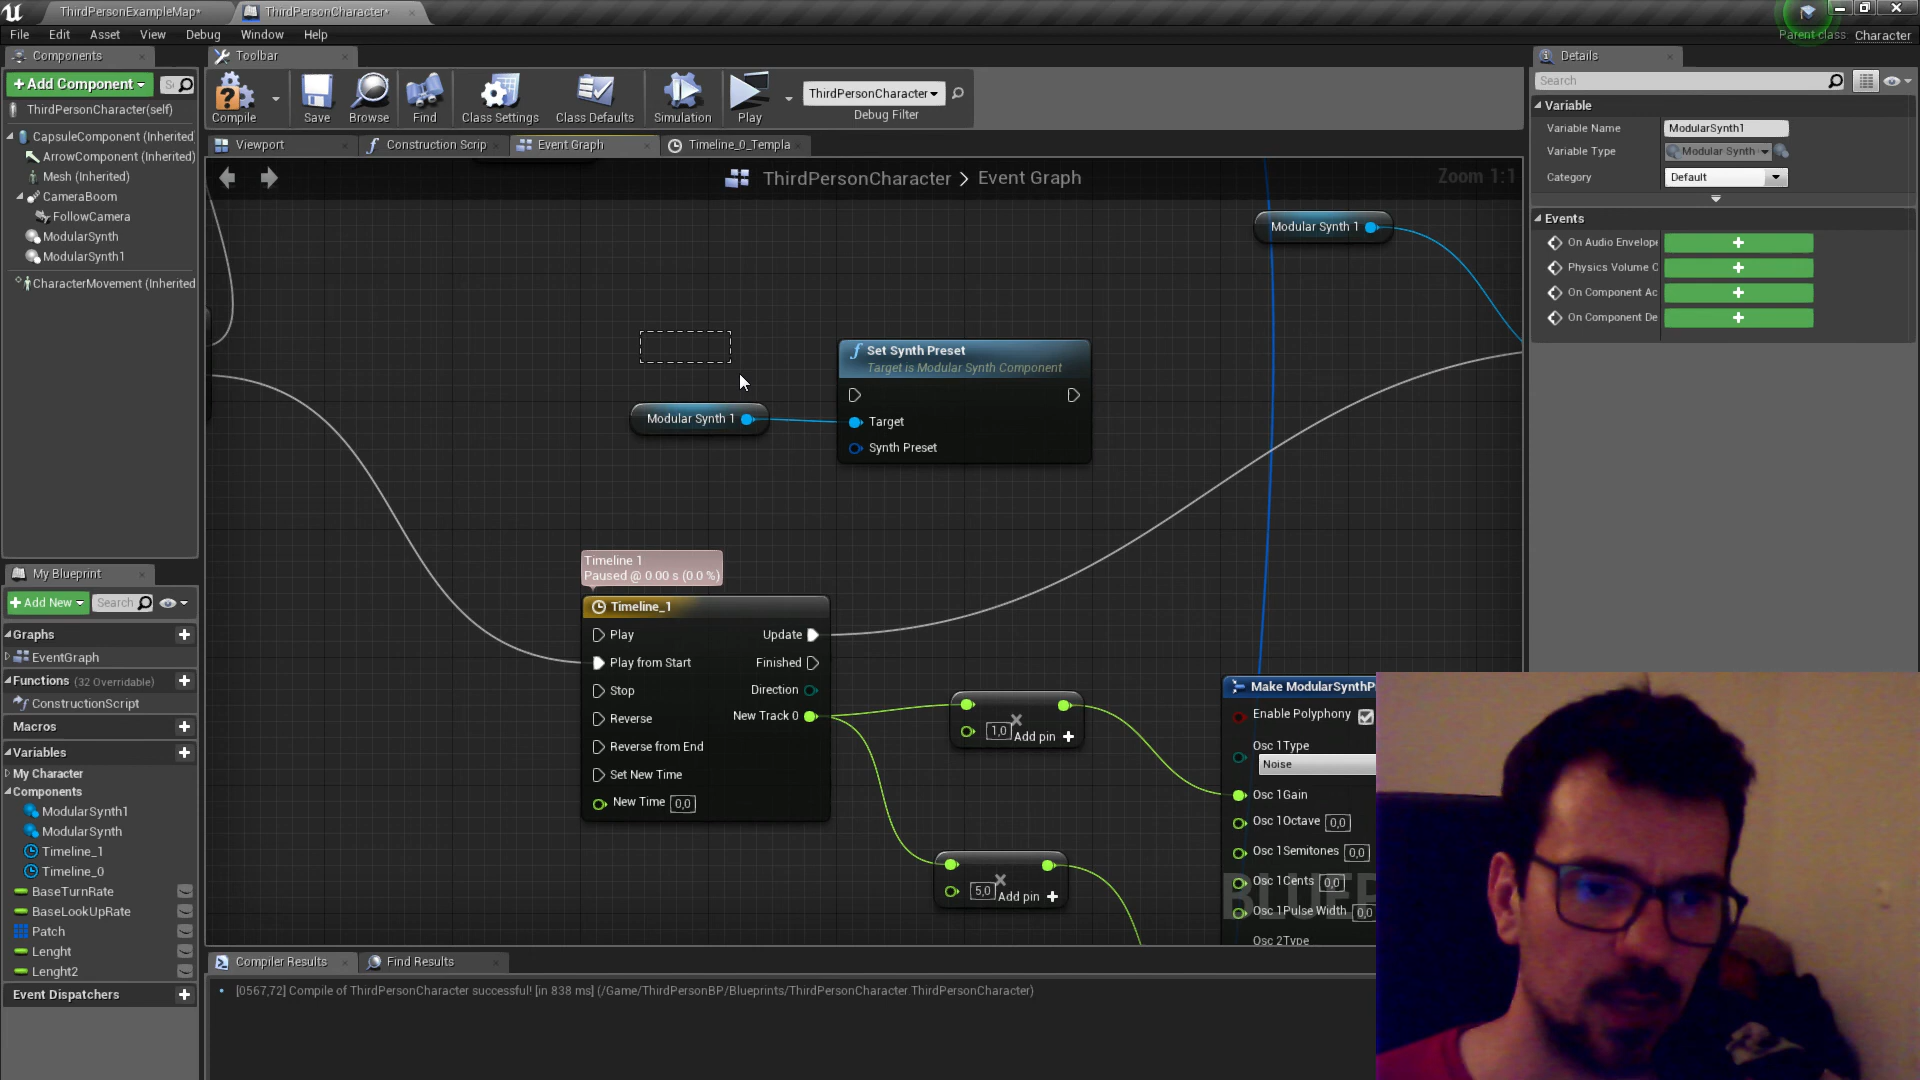 ThirdPersonExampleMap*
ThirdPersonCharacter*
File Edit Asset View Debug Window Help
Parent class Character
Components
Toolbar
Details
+Add Component
Search
ThirdPersonCharacter(self)
CapsuleComponent (Inherited
ArrowComponent (Inherited)
Mesh (Inherited)
CameraBoom
FollowCamera
ModularSynth
ModularSynth1
CharacterMovement (Inherited
Compile Save Browse Find Class Settings Class Defaults Simulation Play
ThirdPersonCharacter
Debug Filter
Variable
Variable Name ModularSynth1
Variable Type Modular Synth
Category Default
Events
On Audio Envelope
Physics Volume C
On Component Ac
On Component De
Viewport
Construction Scrip
Event Graph
Timeline_0_Templa
ThirdPersonCharacter > Event Graph
Zoom 1:1
Modular Synth 1
Set Synth Preset
Target is Modular Synth Component
Modular Synth 1
Target
Synth Preset
Timeline 1
Paused @ 0.00 s (0.0 %)
Timeline_1
Play Update
Play from Start Finished
Stop Direction
Reverse New Track 0
Reverse from End
Set New Time
New Time 0,0
1,0 Add pin +
5,0 Add pin +
Make ModularSynthP
Enable Polyphony
Osc 1Type
Noise
Osc 1Gain
Osc 1Octave 0,0
Osc 1Semitones 0,0
Osc 1Cents 0,0
Osc 1Pulse Width 0,0
Osc 2Type
My Blueprint
+Add New Search
Graphs
EventGraph
Functions (32 Overridable)
ConstructionScript
Macros
Variables
My Character
Components
ModularSynth1
ModularSynth
Timeline_1
Timeline_0
BaseTurnRate
BaseLookUpRate
Patch
Lenght
Lenght2
Event Dispatchers
Compiler Results
Find Results
[0567,72] Compile of ThirdPersonCharacter successful! [in 838 ms] (/Game/ThirdPersonBP/Blueprints/ThirdPersonCharacter.ThirdPersonCharacter)